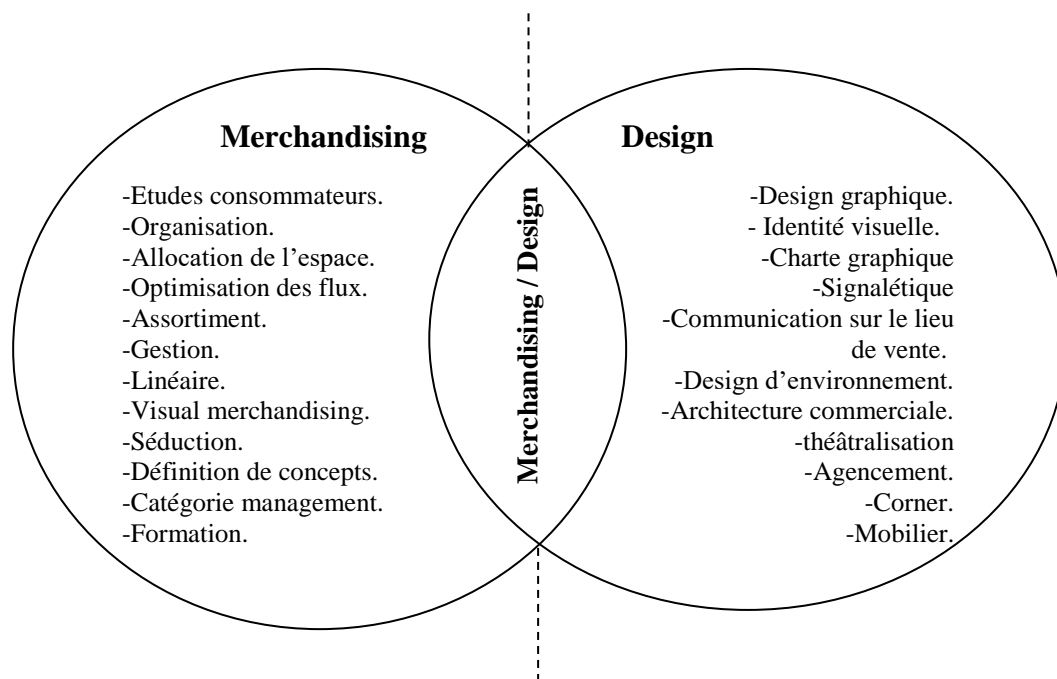 Merchandising
-Etudes consommateurs.
-Organisation.
-Allocation de l’espace.
-Optimisation des flux.
-Assortiment.
-Gestion.
-Linéaire.
-Visual merchandising.
-Séduction.
-Définition de concepts.
-Catégorie management.
-Formation.
Merchandising / Design
Design
-Design graphique.
- Identité visuelle.
-Charte graphique
-Signalétique
-Communication sur le lieu
de vente.
-Design d’environnement.
-Architecture commerciale.
-théâtralisation
-Agencement.
-Corner.
-Mobilier.